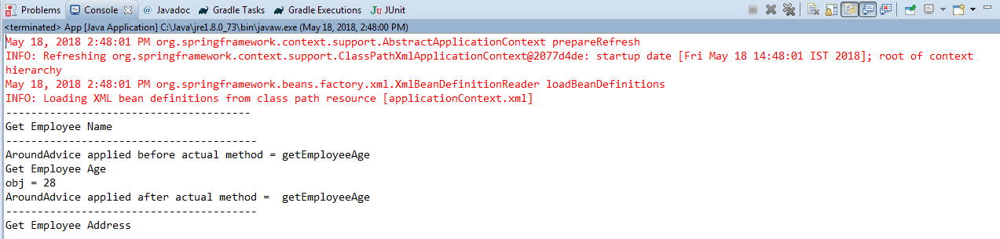 Problems Console @ Javadoc Gradle Tasks Gradle Executions Ju JUnit
<terminated> App [Java Application] C:\Java\jre1.8.0_73\bin\javaw.exe (May 18, 2018, 2:48:00 PM)
May 18, 2018 2:48:01 PM org.springframework.context.support.AbstractApplicationContext prepareRefresh
INFO: Refreshing org.springframework.context.support.ClassPathXmlApplicationContext@2077d4de: startup date [Fri May 18 14:48:01 IST 2018]; root of context
hierarchy
May 18, 2018 2:48:01 PM org.springframework.beans.factory.xml.XmlBeanDefinitionReader loadBeanDefinitions
INFO: Loading XML bean definitions from class path resource [applicationContext.xml]
---------------------------------------
Get Employee Name
----------------------------------------
AroundAdvice applied before actual method = getEmployeeAge
Get Employee Age
obj = 28
AroundAdvice applied after actual method =  getEmployeeAge
----------------------------------------
Get Employee Address